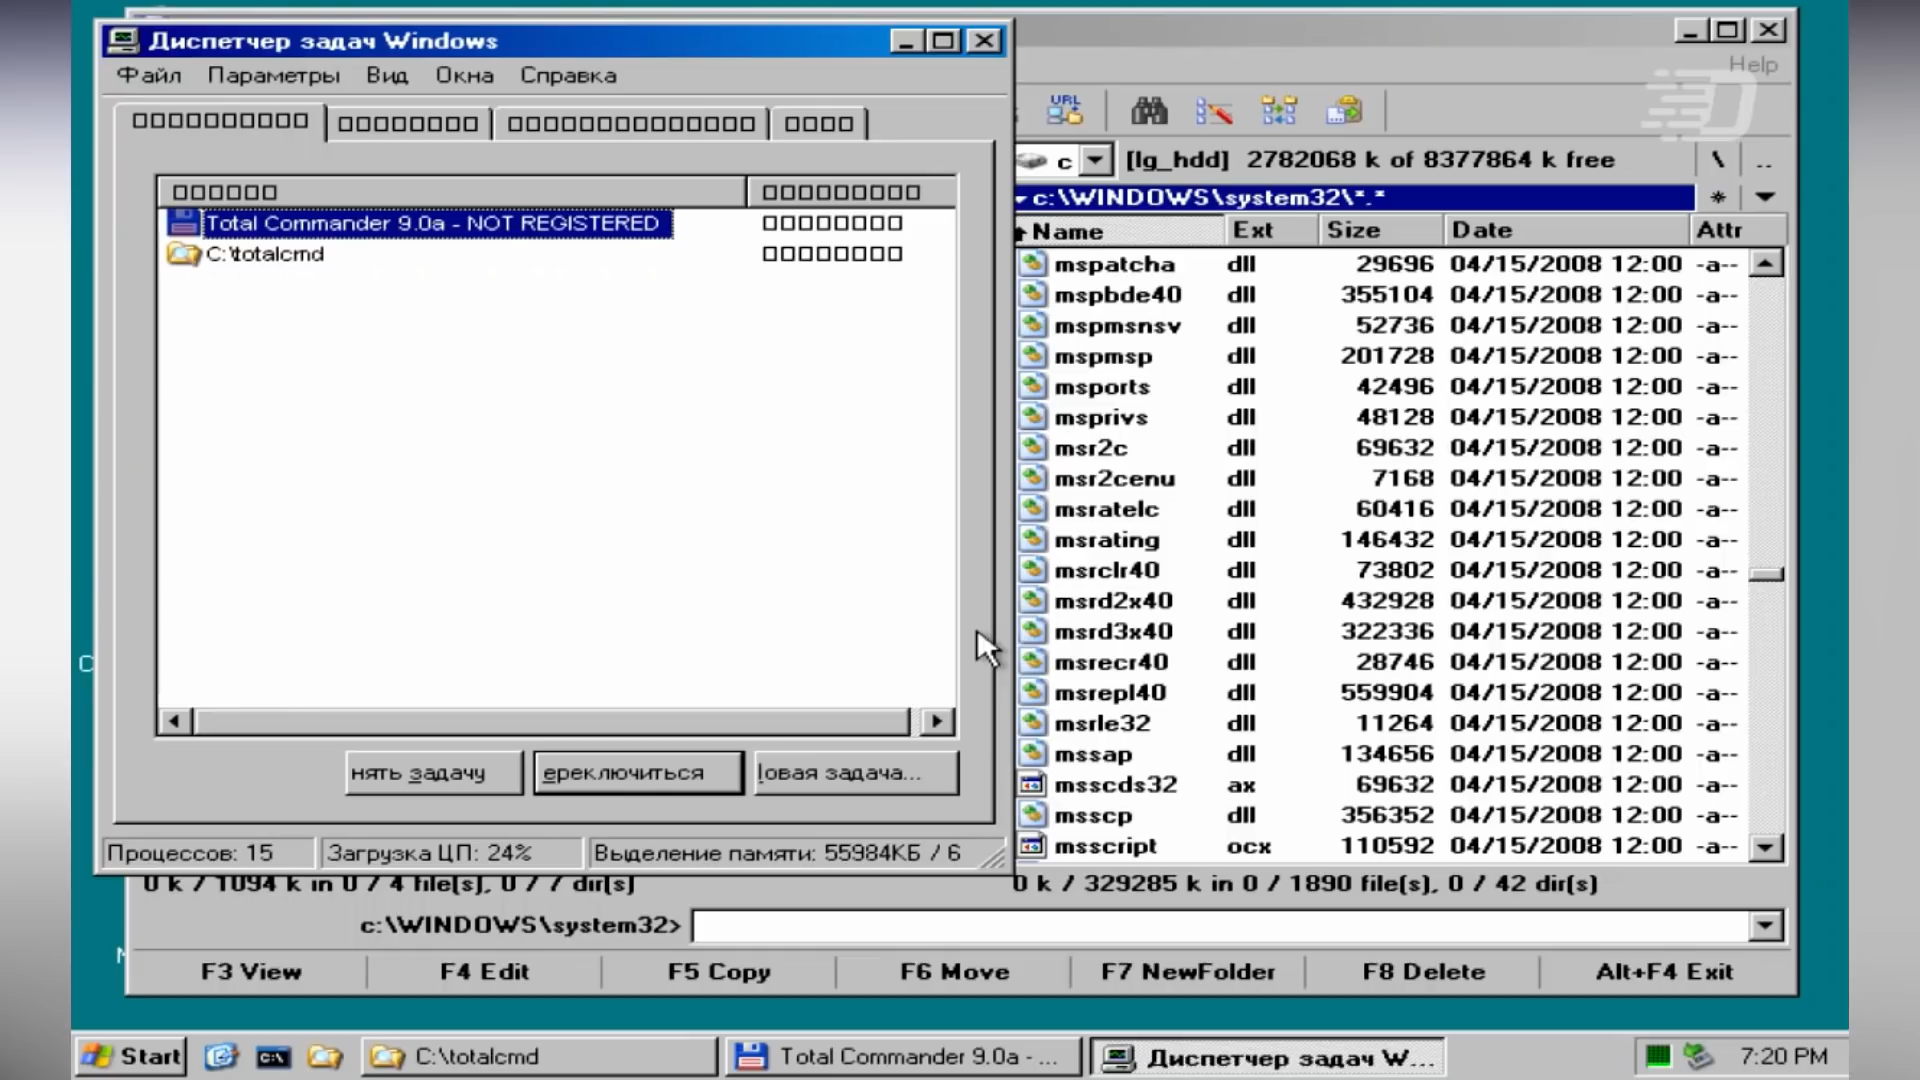 Диспетчер задач Windows
Файл Параметры Вид Окна Справка
□□□□□□□□□□ □□□□□□□□ □□□□□□□□□□□□□□ □□□□
□□□□□□ □□□□□□□□□
Total Commander 9.0a - NOT REGISTERED □□□□□□□□
C:\totalcmd □□□□□□□□
нять задачу ереключиться овая задача...
Процессов: 15 Загрузка ЦП: 24% Выделение памяти: 55984КБ / 6
Help
URL
c [lg_hdd] 2782068 k of 8377864 k free \ ..
c:\WINDOWS\system32\*.* *
Name Ext Size Date Attr
mspatcha dll 29696 04/15/2008 12:00 -a--
mspbde40 dll 355104 04/15/2008 12:00 -a--
mspmsnsv dll 52736 04/15/2008 12:00 -a--
mspmsp dll 201728 04/15/2008 12:00 -a--
msports dll 42496 04/15/2008 12:00 -a--
msprivs dll 48128 04/15/2008 12:00 -a--
msr2c dll 69632 04/15/2008 12:00 -a--
msr2cenu dll 7168 04/15/2008 12:00 -a--
msratelc dll 60416 04/15/2008 12:00 -a--
msrating dll 146432 04/15/2008 12:00 -a--
msrclr40 dll 73802 04/15/2008 12:00 -a--
msrd2x40 dll 432928 04/15/2008 12:00 -a--
msrd3x40 dll 322336 04/15/2008 12:00 -a--
msrecr40 dll 28746 04/15/2008 12:00 -a--
msrepl40 dll 559904 04/15/2008 12:00 -a--
msrle32 dll 11264 04/15/2008 12:00 -a--
mssap dll 134656 04/15/2008 12:00 -a--
msscds32 ax 69632 04/15/2008 12:00 -a--
msscp dll 356352 04/15/2008 12:00 -a--
msscript ocx 110592 04/15/2008 12:00 -a--
0 k / 1094 k in 0 / 4 file(s), 0 / 7 dir(s) 0 k / 329285 k in 0 / 1890 file(s), 0 / 42 dir(s)
c:\WINDOWS\system32>
F3 View F4 Edit F5 Copy F6 Move F7 NewFolder F8 Delete Alt+F4 Exit
Start C:\totalcmd Total Commander 9.0a - ... Диспетчер задач W... 7:20 PM